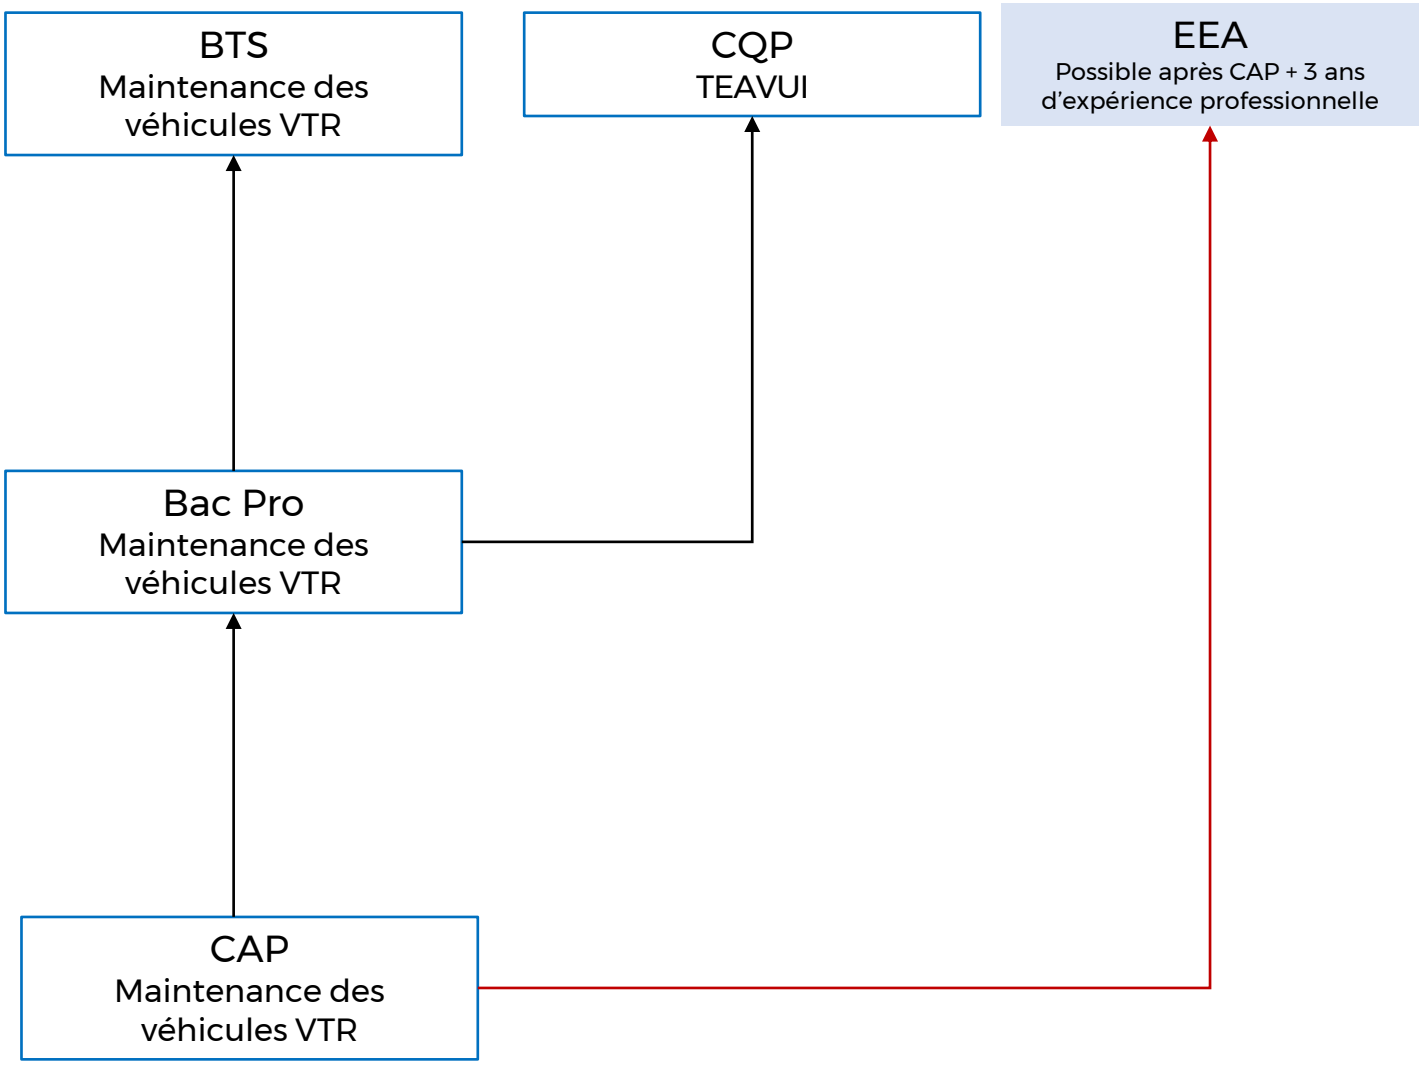 BTS
Maintenance des
véhicules VTR
CQP
TEAVUI
EEA
Possible après CAP + 3 ans
d’expérience professionnelle
Bac Pro
Maintenance des
véhicules VTR
CAP
Maintenance des
véhicules VTR